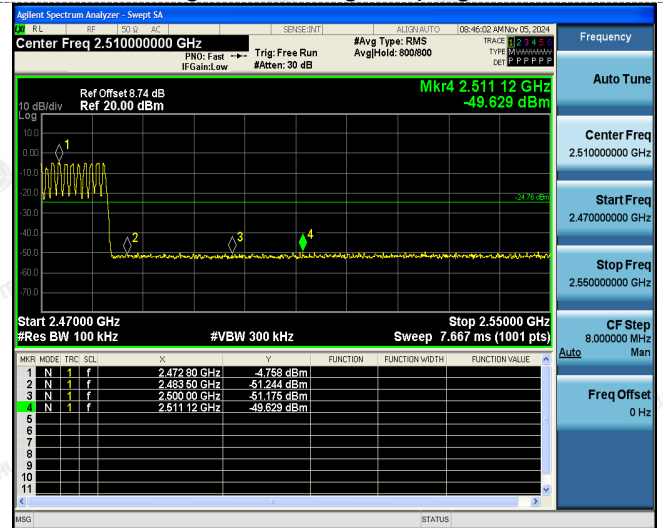 Agilent Spectrum Analyzer - Swept SA
LXI RL RF 50 Ω AC SENSE:INT ALIGN AUTO 08:46:02 AM Nov 05, 2024
Center Freq 2.510000000 GHz
PNO: Fast
IFGain:Low
Trig: Free Run
#Atten: 30 dB
#Avg Type: RMS
Avg|Hold: 800/800
TRACE 1 2 3 4 5 6
TYPE M
DET P P P P P P
Frequency
Auto Tune
Center Freq
2.510000000 GHz
Start Freq
2.470000000 GHz
Stop Freq
2.550000000 GHz
CF Step
8.000000 MHz
Auto Man
Freq Offset
0 Hz
Mkr4 2.511 12 GHz
-49.629 dBm
Ref Offset 8.74 dB
10 dB/div Ref 20.00 dBm
Log
10.0
0.00
-10.0
-20.0
-30.0
-40.0
-50.0
-60.0
-70.0
1
2
3
4
-24.76 dBm
Start 2.47000 GHz Stop 2.55000 GHz
#Res BW 100 kHz #VBW 300 kHz Sweep 7.667 ms (1001 pts)
MKR MODE TRC SCL X Y FUNCTION FUNCTION WIDTH FUNCTION VALUE
1 N 1 f 2.472 80 GHz -4.758 dBm
2 N 1 f 2.483 50 GHz -51.244 dBm
3 N 1 f 2.500 00 GHz -51.175 dBm
4 N 1 f 2.511 12 GHz -49.629 dBm
5
6
7
8
9
10
11
MSG STATUS